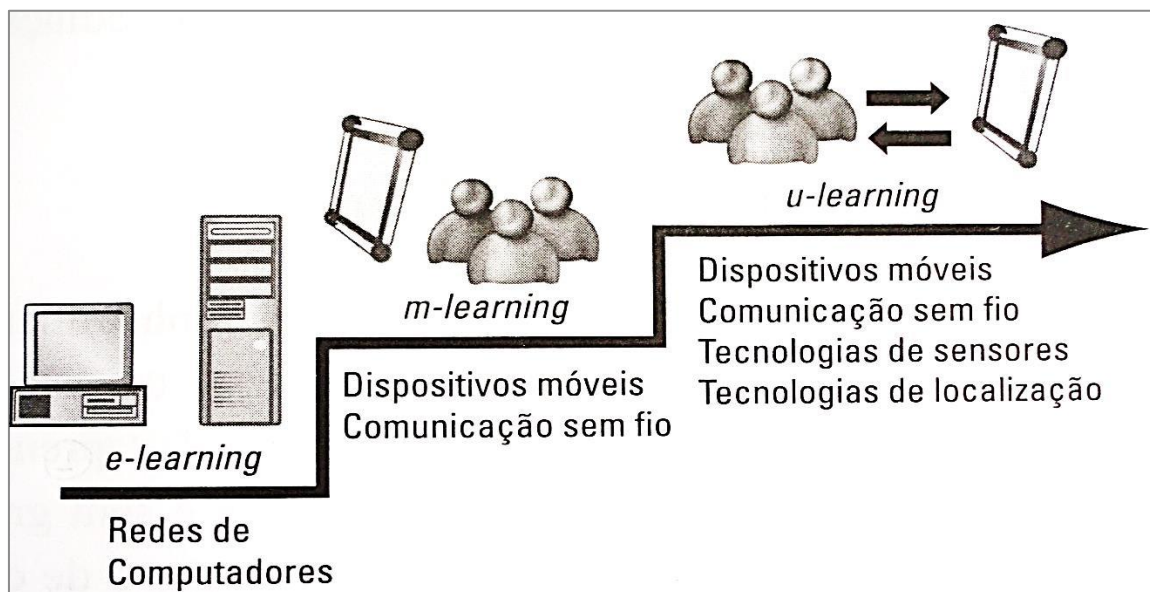 u-learning
m-learning
Dispositivos móveis
Comunicação sem fio
Tecnologias de sensores
Tecnologias de localização
Dispositivos móveis
Comunicação sem fio
e-learning
Redes de
Computadores